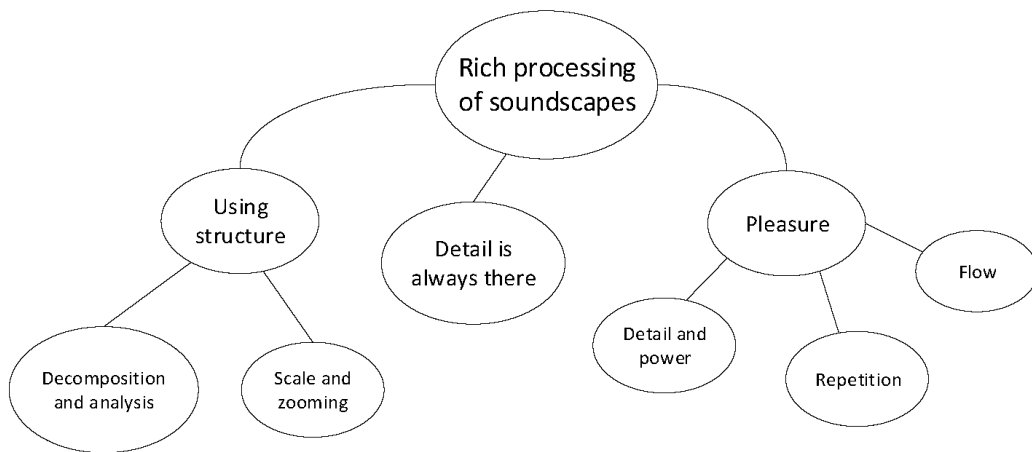 Rich processing
of soundscapes
Using
structure
Detail is
always there
Pleasure
Flow
Decomposition
and analysis
Scale and
zooming
Detail and
power
Repetition